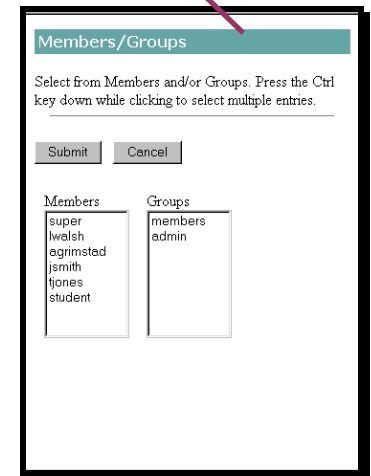 Members/Groups
Select from Members and/or Groups. Press the Ctrl
key down while clicking to select multiple entries.
Submit Cancel
Members Groups
super members
lwalsh admin
agrimstad
jsmith
tjones
student